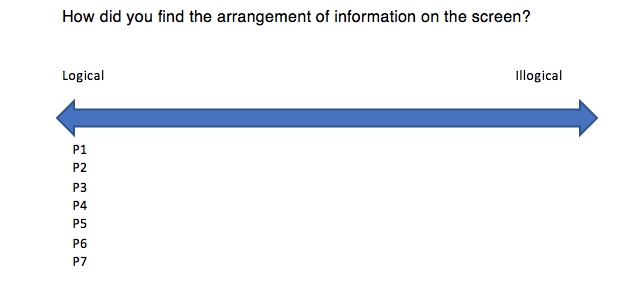 How did you find the arrangement of information on the screen?
Logical Illogical
P1
P2
P3
P4
P5
P6
P7